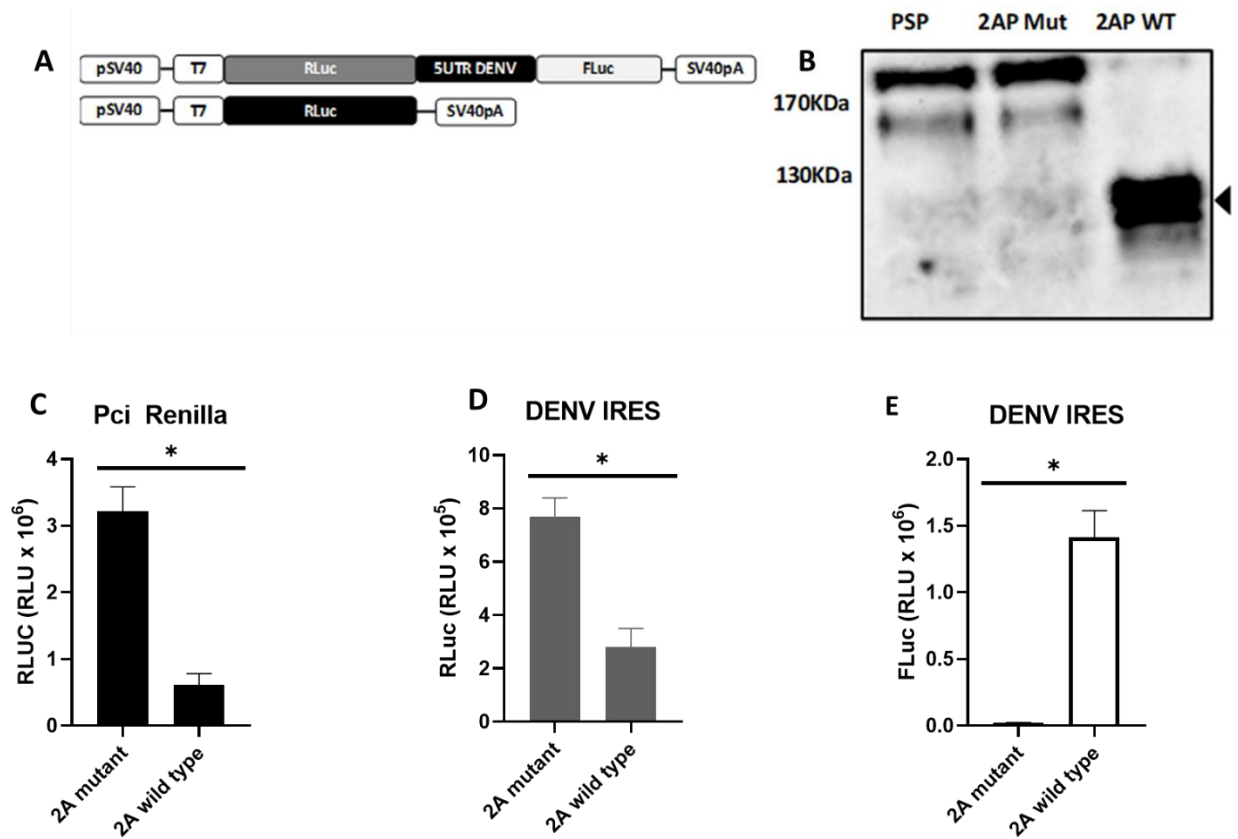 A
pSV40 T7 RLuc 5UTR DENV FLuc SV40pA
pSV40 T7 RLuc SV40pA
B
PSP 2AP Mut 2AP WT
170KDa
130KDa
C
Pci Renilla
*
RLUC (RLU x 10⁶)
4
3
2
1
0
2A mutant
2A wild type
D
DENV IRES
*
RLuc (RLU x 10⁵)
10
8
6
4
2
0
2A mutant
2A wild type
E
DENV IRES
*
FLuc (RLU x 10⁶)
2.0
1.5
1.0
0.5
0.0
2A mutant
2A wild type